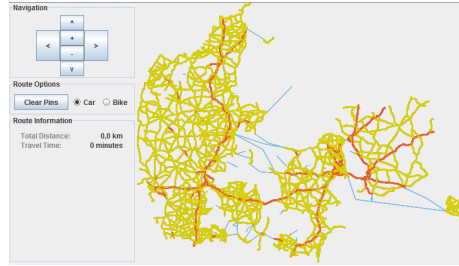 Navigation
^
<
+
>
-
v
Route Options
Clear Pins
Car
Bike
Route Information
Total Distance: 0,0 km
Travel Time: 0 minutes